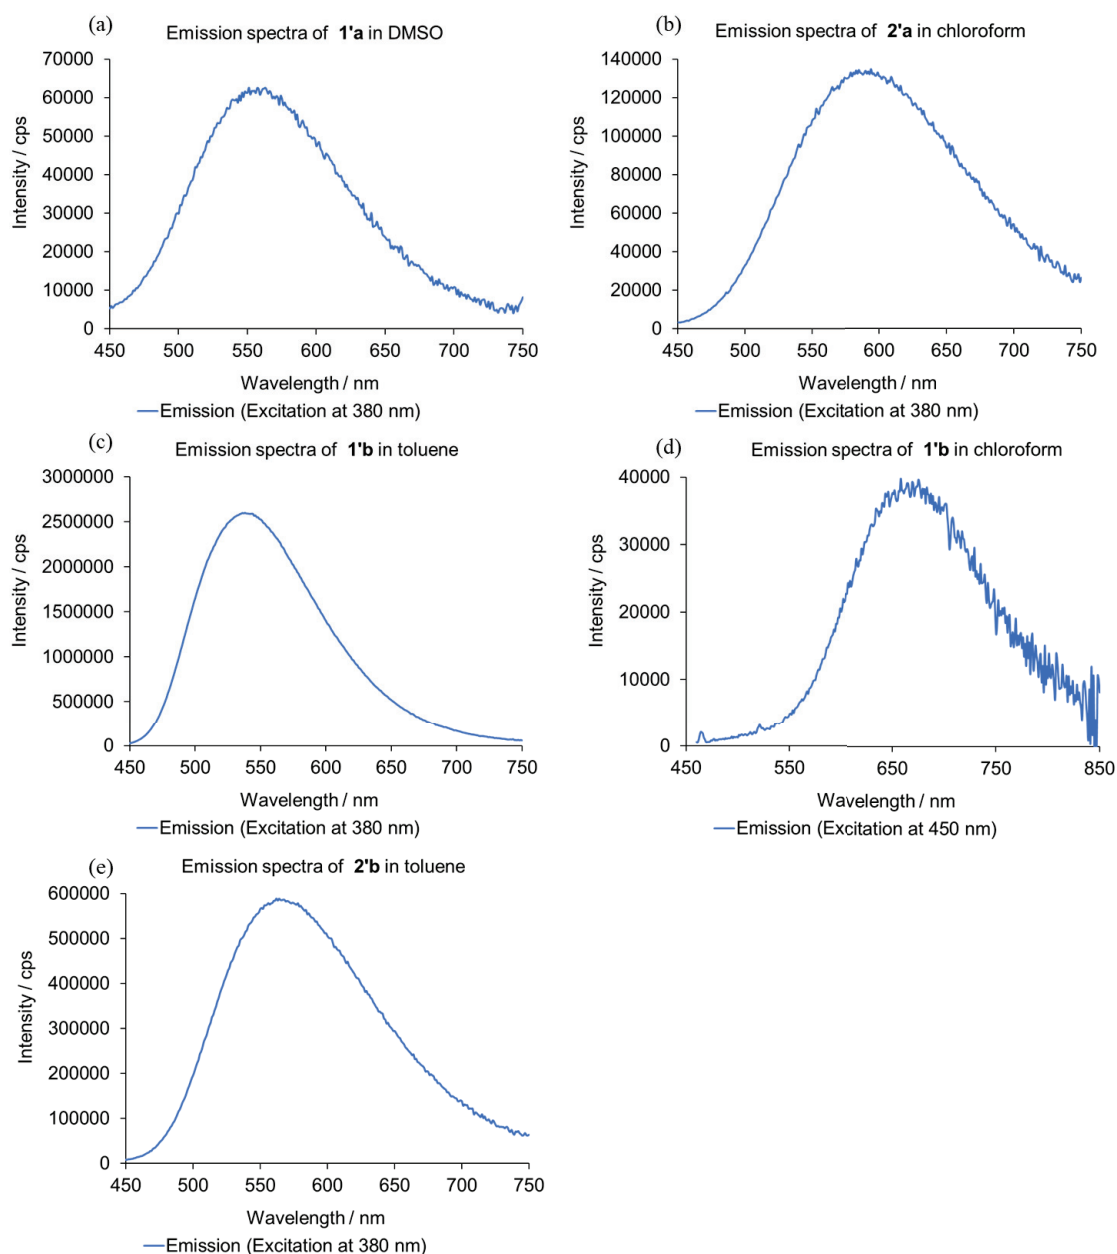 (a)
Emission spectra of 1'a in DMSO
70000
60000
50000
40000
30000
20000
10000
0
Intensity / cps
450 500 550 600 650 700 750
Wavelength / nm
Emission (Excitation at 380 nm)
(b)
Emission spectra of 2'a in chloroform
140000
120000
100000
80000
60000
40000
20000
0
Intensity / cps
450 500 550 600 650 700 750
Wavelength / nm
Emission (Excitation at 380 nm)
(c)
Emission spectra of 1'b in toluene
3000000
2500000
2000000
1500000
1000000
500000
0
Intensity / cps
450 500 550 600 650 700 750
Wavelength / nm
Emission (Excitation at 380 nm)
(d)
Emission spectra of 1'b in chloroform
40000
30000
20000
10000
0
Intensity / cps
450 550 650 750 850
Wavelength / nm
Emission (Excitation at 450 nm)
(e)
Emission spectra of 2'b in toluene
600000
500000
400000
300000
200000
100000
0
Intensity / cps
450 500 550 600 650 700 750
Wavelength / nm
Emission (Excitation at 380 nm)